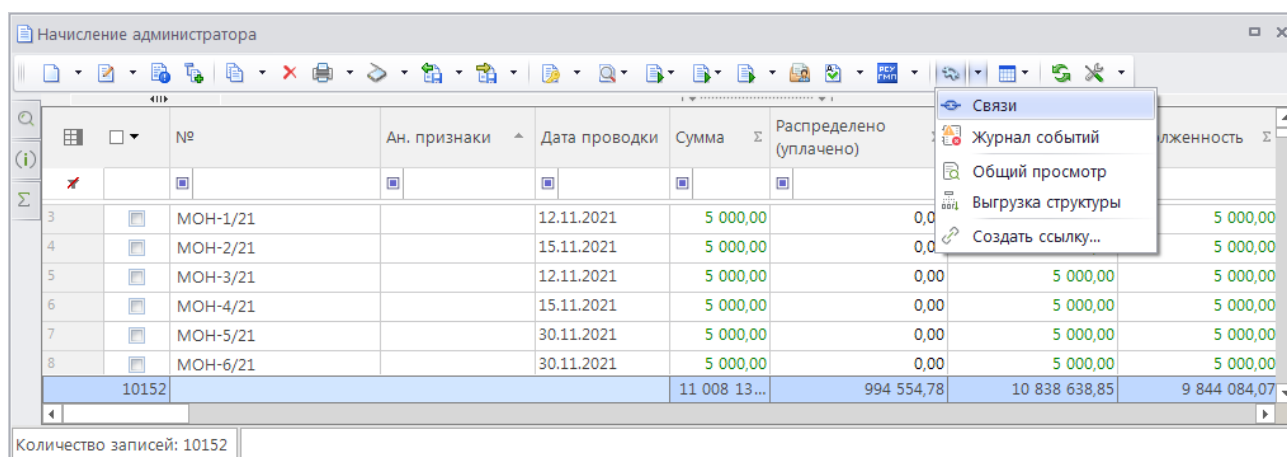 Начисление администратора
РСУ ГМП
№ Ан. признаки Дата проводки Сумма Σ Распределено (уплачено) лженность Σ
Связи
Журнал событий
Общий просмотр
Выгрузка структуры
Создать ссылку...
3 МОН-1/21 12.11.2021 5 000,00 0,0 5 000,00
4 МОН-2/21 15.11.2021 5 000,00 0,0 5 000,00
5 МОН-3/21 12.11.2021 5 000,00 0,00 5 000,00 5 000,00
6 МОН-4/21 15.11.2021 5 000,00 0,00 5 000,00 5 000,00
7 МОН-5/21 30.11.2021 5 000,00 0,00 5 000,00 5 000,00
8 МОН-6/21 30.11.2021 5 000,00 0,00 5 000,00 5 000,00
10152 11 008 13... 994 554,78 10 838 638,85 9 844 084,07
Количество записей: 10152